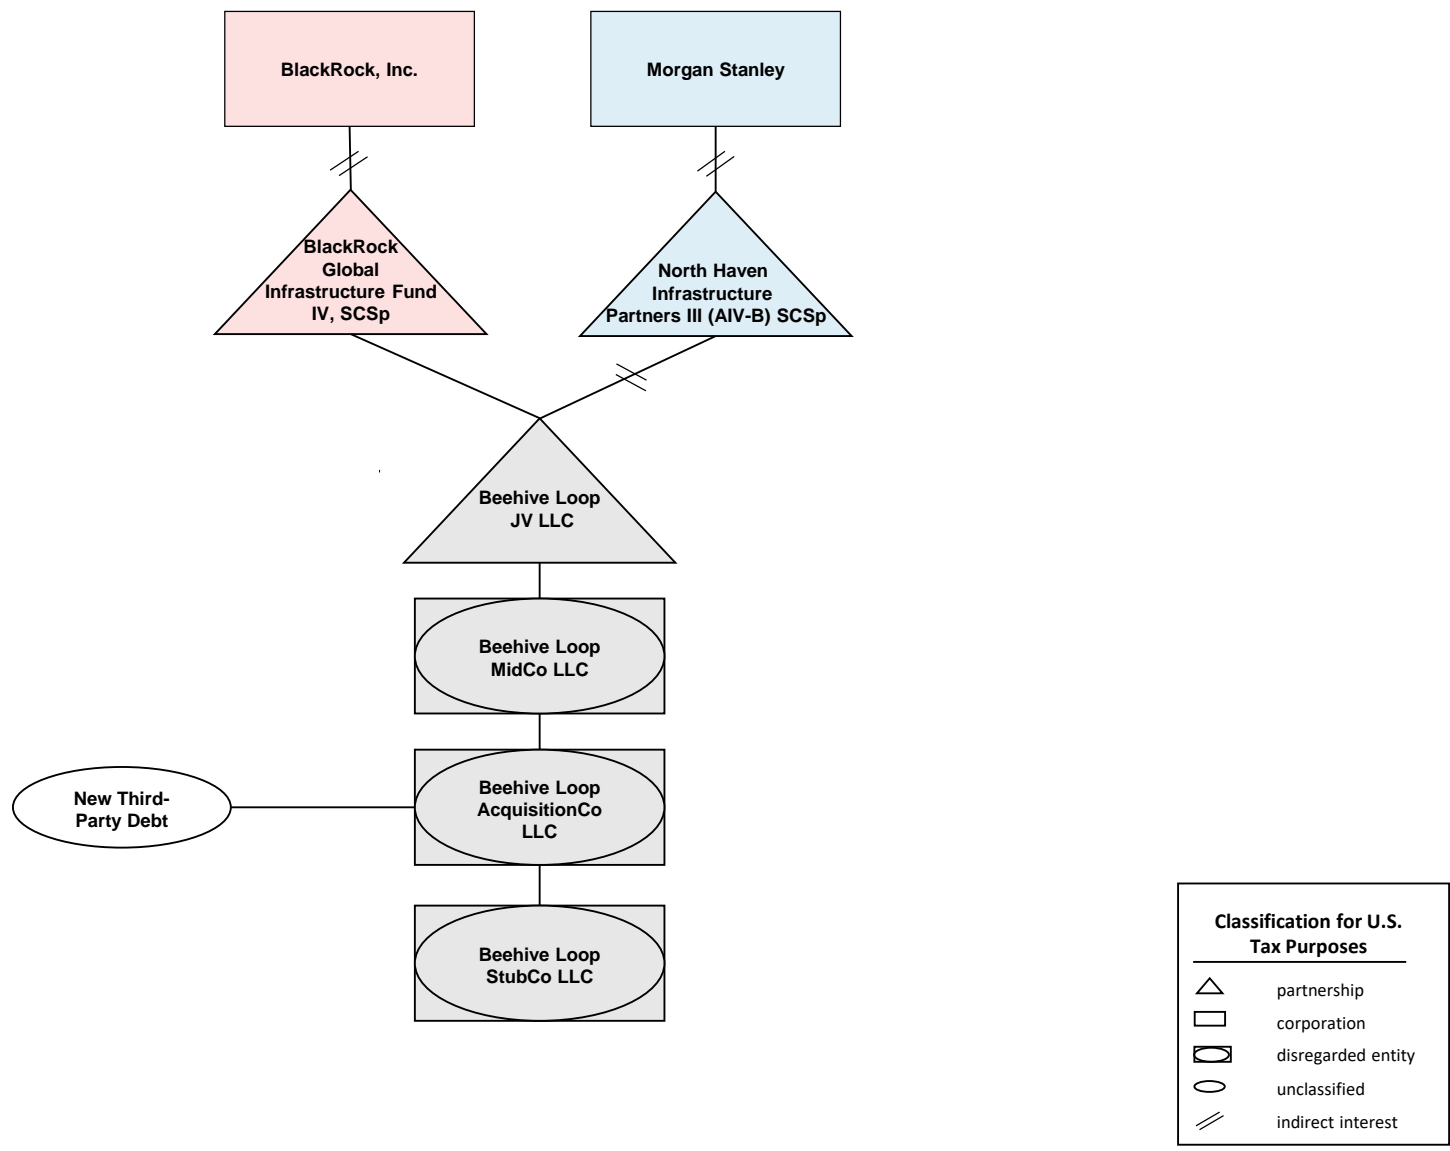 BlackRock, Inc.
Morgan Stanley
BlackRock
Global
Infrastructure Fund
IV, SCSp
North Haven
Infrastructure
Partners III (AIV-B) SCSp
Beehive Loop
JV LLC
Beehive Loop
MidCo LLC
New Third-
Party Debt
Beehive Loop
AcquisitionCo
LLC
Beehive Loop
StubCo LLC
Classification for U.S.
Tax Purposes
partnership
corporation
disregarded entity
unclassified
indirect interest